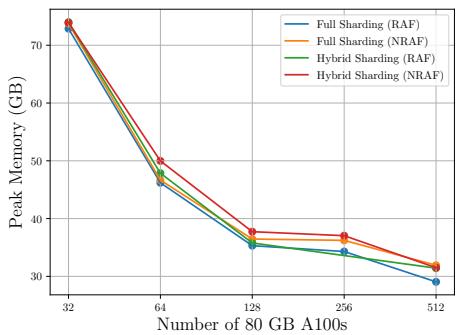 Peak Memory (GB)
70
60
50
40
30
Full Sharding (RAF)
Full Sharding (NRAF)
Hybrid Sharding (RAF)
Hybrid Sharding (NRAF)
32 64 128 256 512
Number of 80 GB A100s